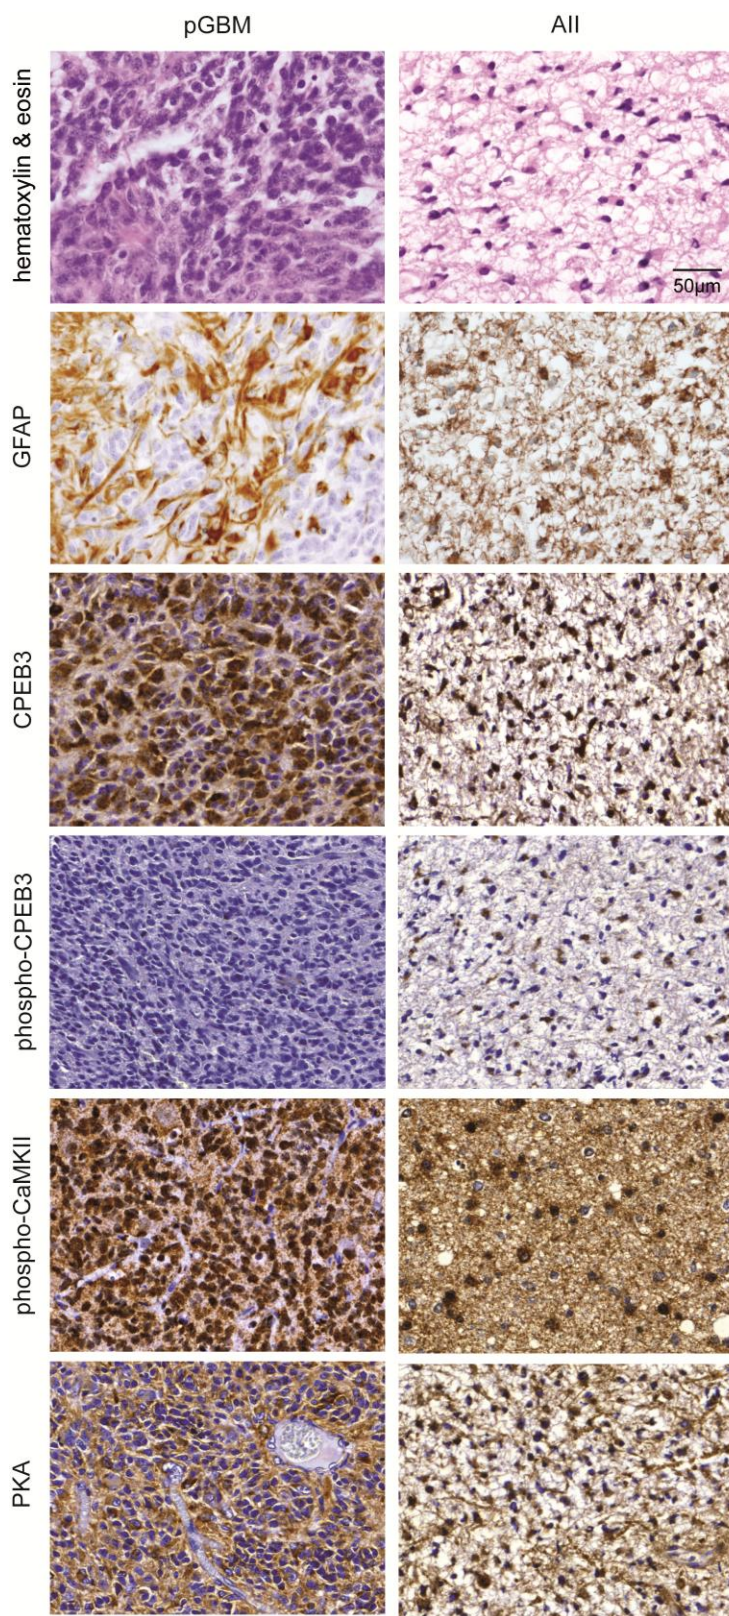 pGBM
AII
hematoxylin & eosin
50µm
GFAP
CPEB3
phospho-CPEB3
phospho-CaMKII
PKA